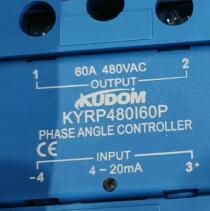 60A 480VAC
1 OUTPUT 2
KUDOM
KYRP480I60P
PHASE ANGLE CONTROLLER
CE INPUT
-4 4~20mA 3+